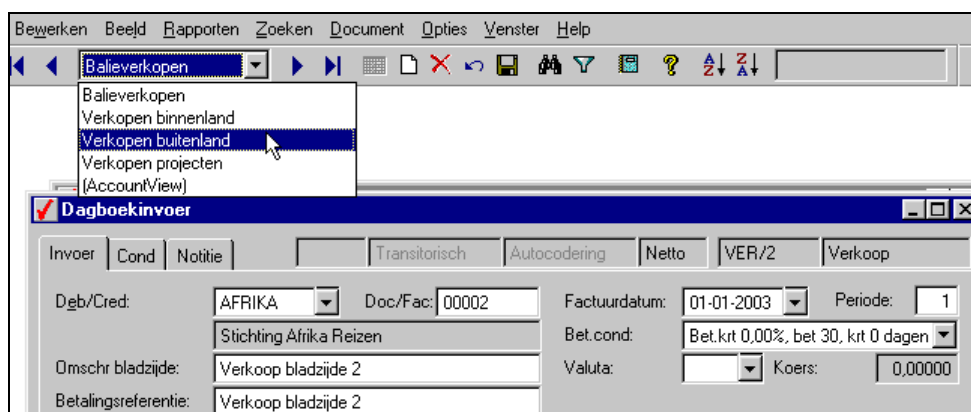 Bewerken Beeld Rapporten Zoeken Document Opties Venster Help
Balieverkopen
Balieverkopen
Verkopen binnenland
Verkopen buitenland
Verkopen projecten
(AccountView)
Dagboekinvoer
Invoer Cond Notitie Transitorisch Autocodering Netto VER/2 Verkoop
Deb/Cred: AFRIKA Doc/Fac: 00002 Factuurdatum: 01-01-2003 Periode: 1
Stichting Afrika Reizen Bet.cond: Bet.krt 0,00%, bet 30, krt 0 dagen
Omschr bladzijde: Verkoop bladzijde 2 Valuta: Koers: 0,00000
Betalingsreferentie: Verkoop bladzijde 2